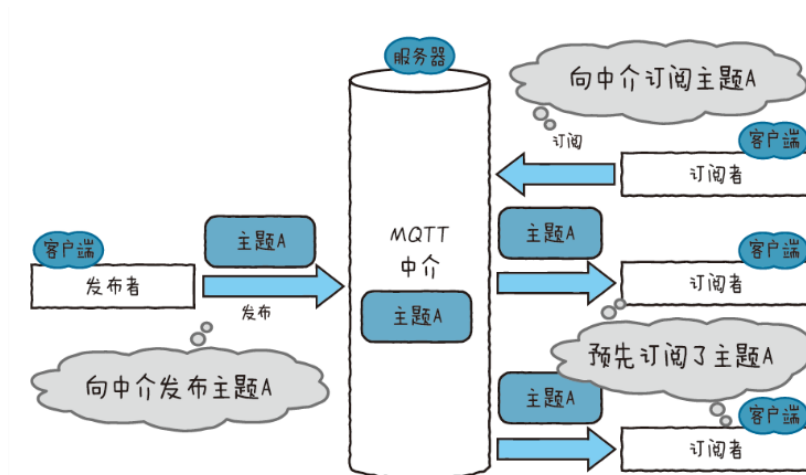 服务器
向中介订阅主题A
订阅
客户端
订阅者
主题A
客户端
发布者
发布
向中介发布主题A
MQTT
中介
主题A
主题A
客户端
订阅者
预先订阅了主题A
主题A
客户端
订阅者